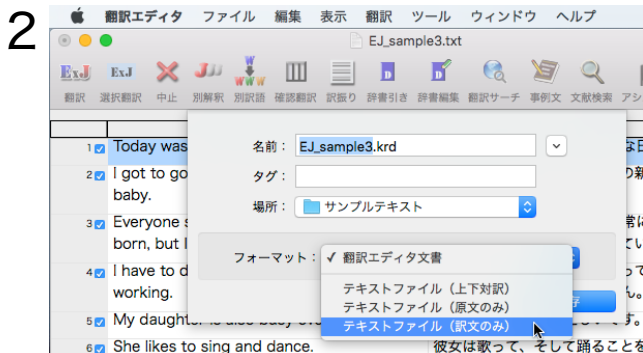 2
翻訳エディタ ファイル 編集 表示 翻訳 ツール ウィンドウ ヘルプ
EJ_sample3.txt
ExJ ExJ JJJ W W W W D D
翻訳 選択翻訳 中止 別解釈 別訳語 確認翻訳 訳振り 辞書引き 辞書編集 翻訳サーチ 事例文 文献検索 アシ
名前： EJ_sample3.krd
タグ：
場所： サンプルテキスト
フォーマット： ✓ 翻訳エディタ文書
テキストファイル（上下対訳）
テキストファイル（原文のみ）
テキストファイル（訳文のみ）
存
1 Today was
2 I got to go
baby.
3 Everyone s
born, but I
4 I have to d
working.
5 My daughter is also busy
6 She likes to sing and dance. 彼女は歌って、そして踊ることを